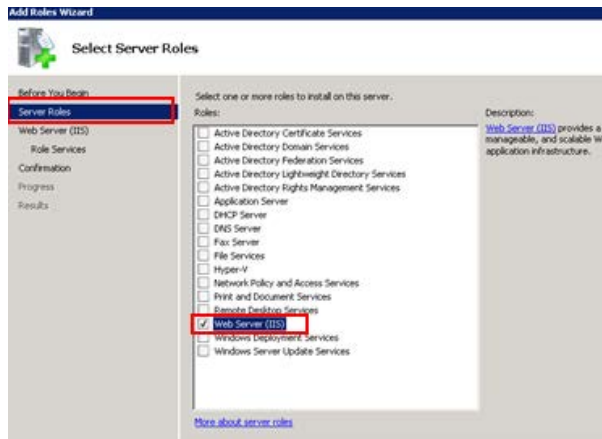 Add Roles Wizard
Select Server Roles
Before You Begin
Server Roles
Web Server (IIS)
Role Services
Confirmation
Progress
Results
Select one or more roles to install on this server.
Roles:
Active Directory Certificate Services
Active Directory Domain Services
Active Directory Federation Services
Active Directory Lightweight Directory Services
Active Directory Rights Management Services
Application Server
DHCP Server
DNS Server
Fax Server
File Services
Hyper-V
Network Policy and Access Services
Print and Document Services
Remote Desktop Services
Web Server (IIS)
Windows Deployment Services
Windows Server Update Services
More about server roles
Description:
Web Server (IIS) provides a
manageable, and scalable W
application infrastructure.